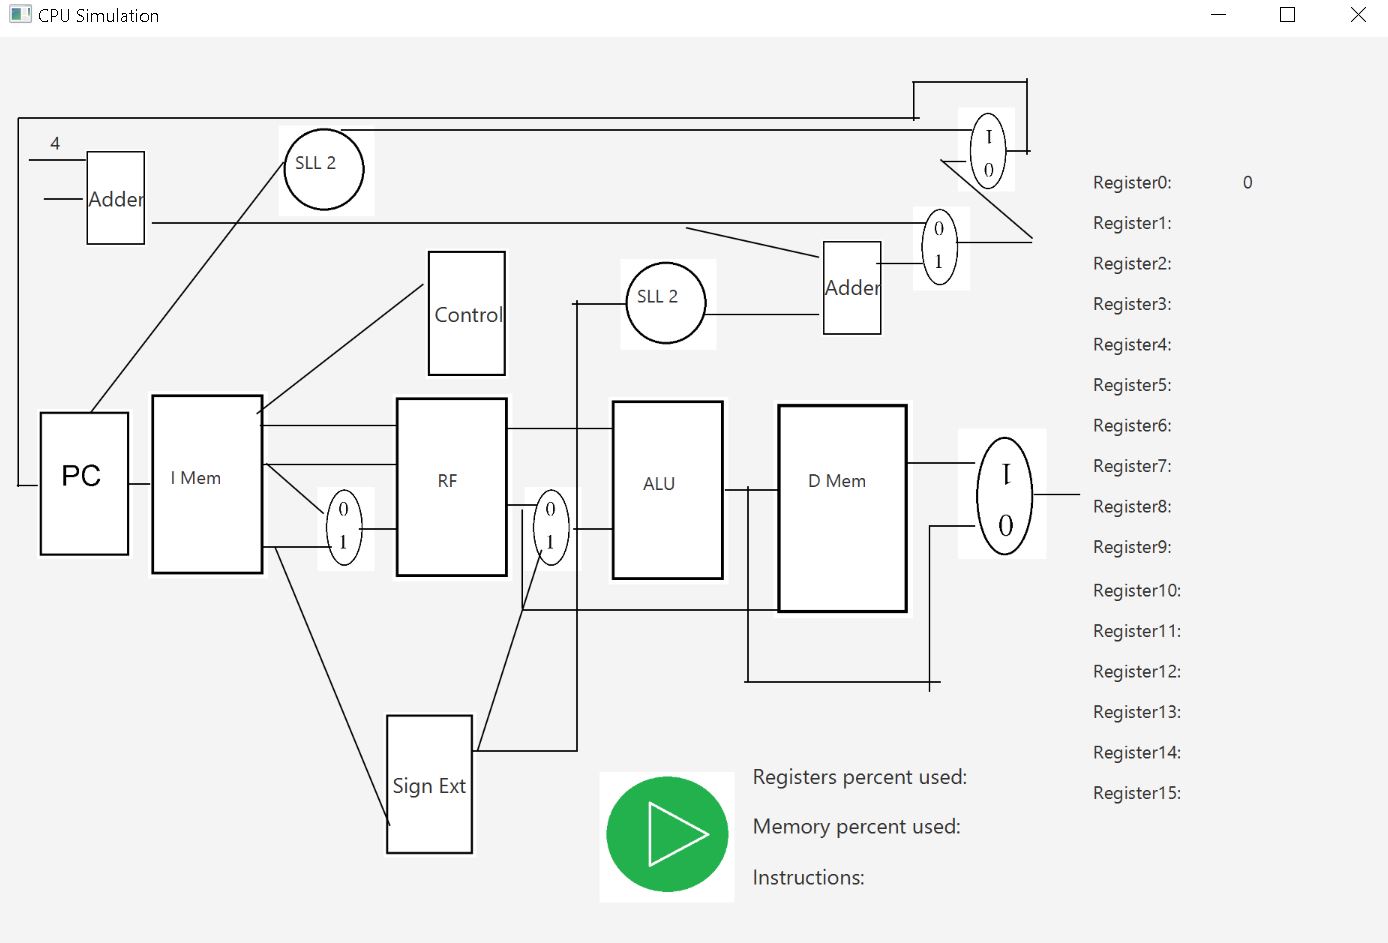 CPU Simulation
4
SLL 2
1
0
Adder
Register0: 0
Register1:
0
1
Register2:
Adder
SLL 2
Control
Register3:
Register4:
Register5:
Register6:
PC
I Mem
RF
ALU
D Mem
1
0
Register7:
Register8:
0
1
0
1
Register9:
Register10:
Register11:
Register12:
Register13:
Register14:
Register15:
Sign Ext
Registers percent used:
Memory percent used:
Instructions: